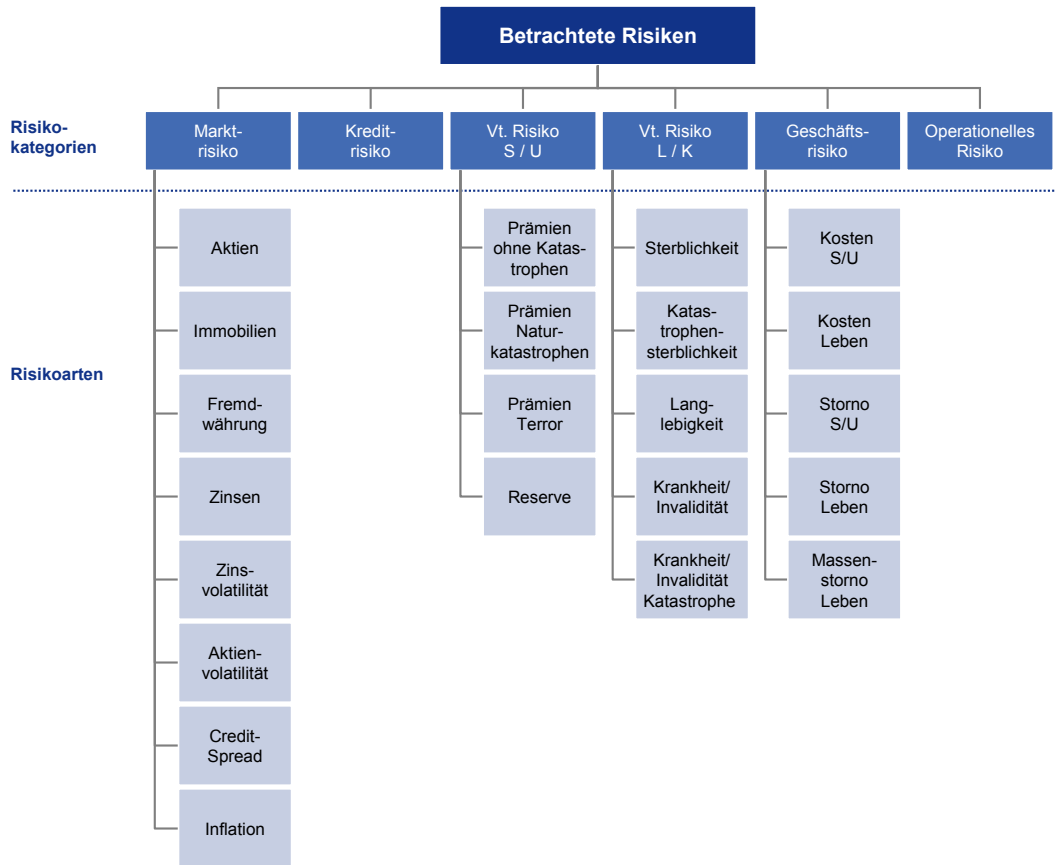 Betrachtete Risiken
Risiko-
kategorien
Markt-
risiko
Kredit-
risiko
Vt. Risiko
S / U
Vt. Risiko
L / K
Geschäfts-
risiko
Operationelles
Risiko
Risikoarten
Aktien
Immobilien
Fremd-
währung
Zinsen
Zins-
volatilität
Aktien-
volatilität
Credit-
Spread
Inflation
Prämien
ohne Katas-
trophen
Prämien
Natur-
katastrophen
Prämien
Terror
Reserve
Sterblichkeit
Katas-
trophen-
sterblichkeit
Lang-
lebigkeit
Krankheit/
Invalidität
Krankheit/
Invalidität
Katastrophe
Kosten
S/U
Kosten
Leben
Storno
S/U
Storno
Leben
Massen-
storno
Leben